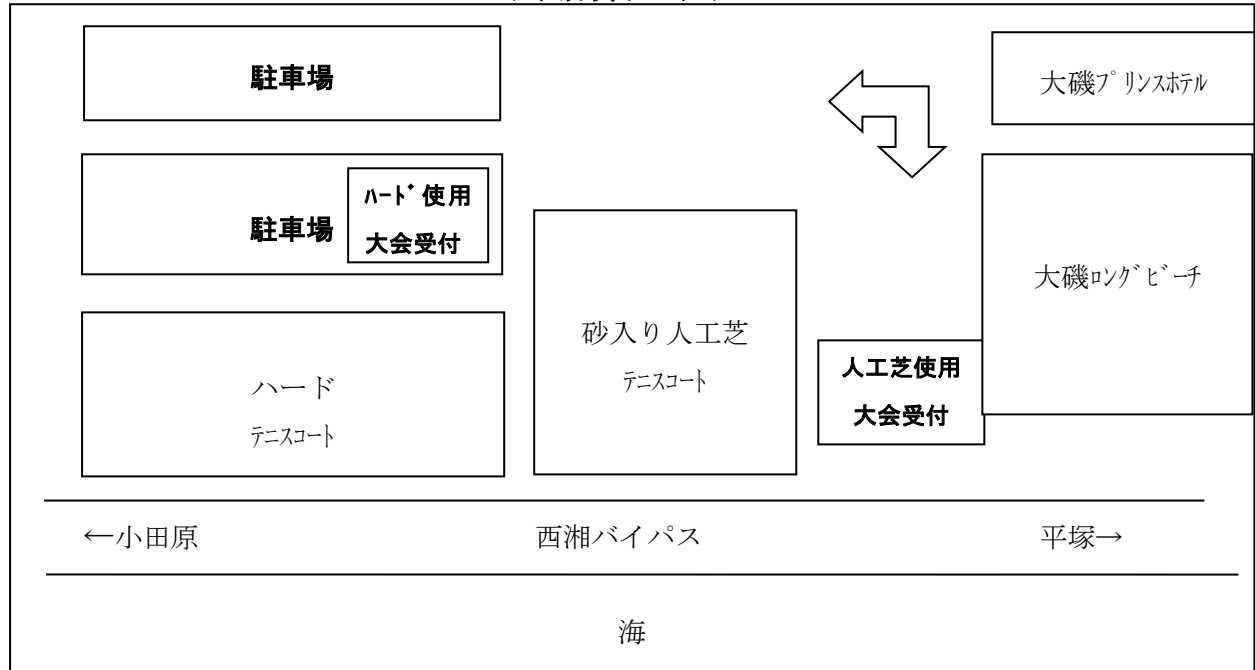 駐車場
大磯プリンスホテル
駐車場
ハード使用
大会受付
大磯ロングビーチ
砂入り人工芝
テニスコート
人工芝使用
大会受付
ハード
テニスコート
←小田原
西湘バイパス
平塚→
海